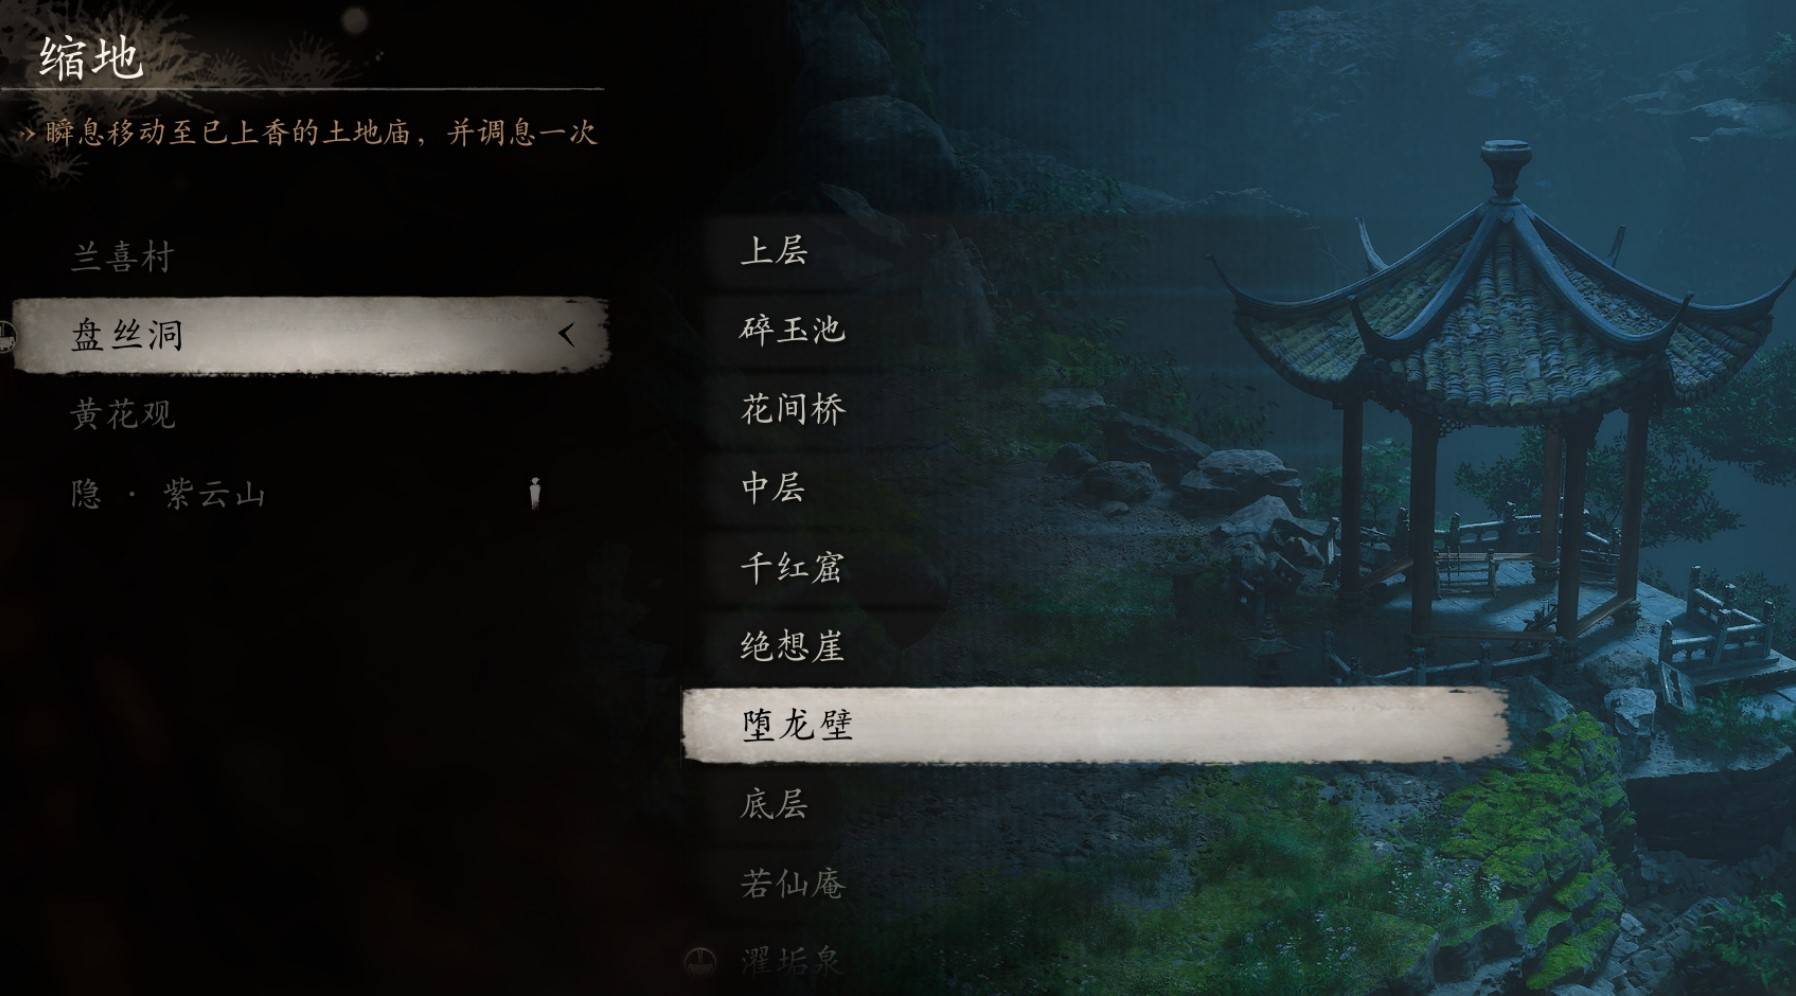 缩地
瞬息移动至已上香的土地庙，并调息一次
兰喜村
盘丝洞
黄花观
隐 · 紫云山
上层
碎玉池
花间桥
中层
千红窟
绝想崖
堕龙壁
底层
若仙庵
濯垢泉